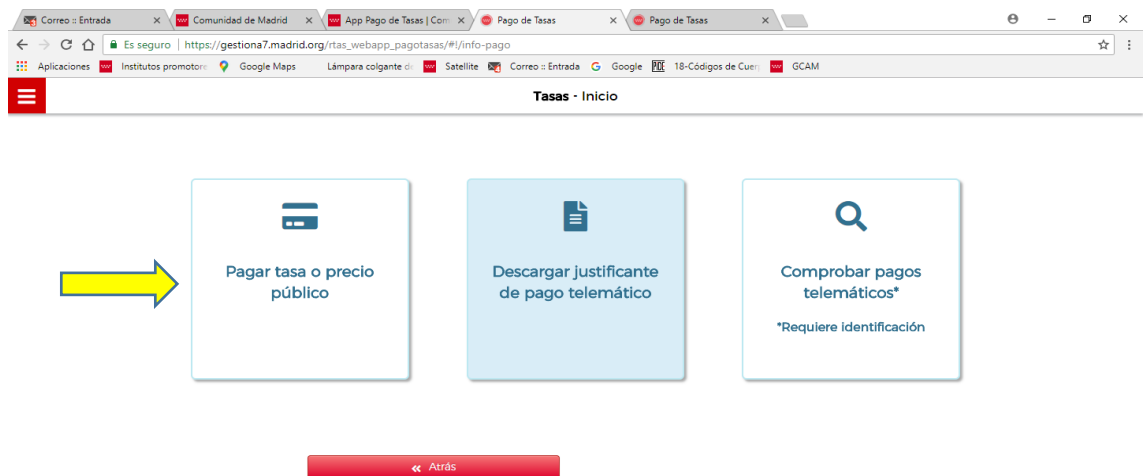 Correo :: Entrada
Comunidad de Madrid
App Pago de Tasas | Com
Pago de Tasas
Pago de Tasas
Es seguro | https://gestiona7.madrid.org/rtas_webapp_pagotasas/#!/info-pago
Aplicaciones
Institutos promotore
Google Maps
Lámpara colgante de
Satellite
Correo :: Entrada
Google
18-Códigos de Cuer
GCAM
Tasas - Inicio
Pagar tasa o precio
público
Descargar justificante
de pago telemático
Comprobar pagos
telemáticos*
*Requiere identificación
« Atrás